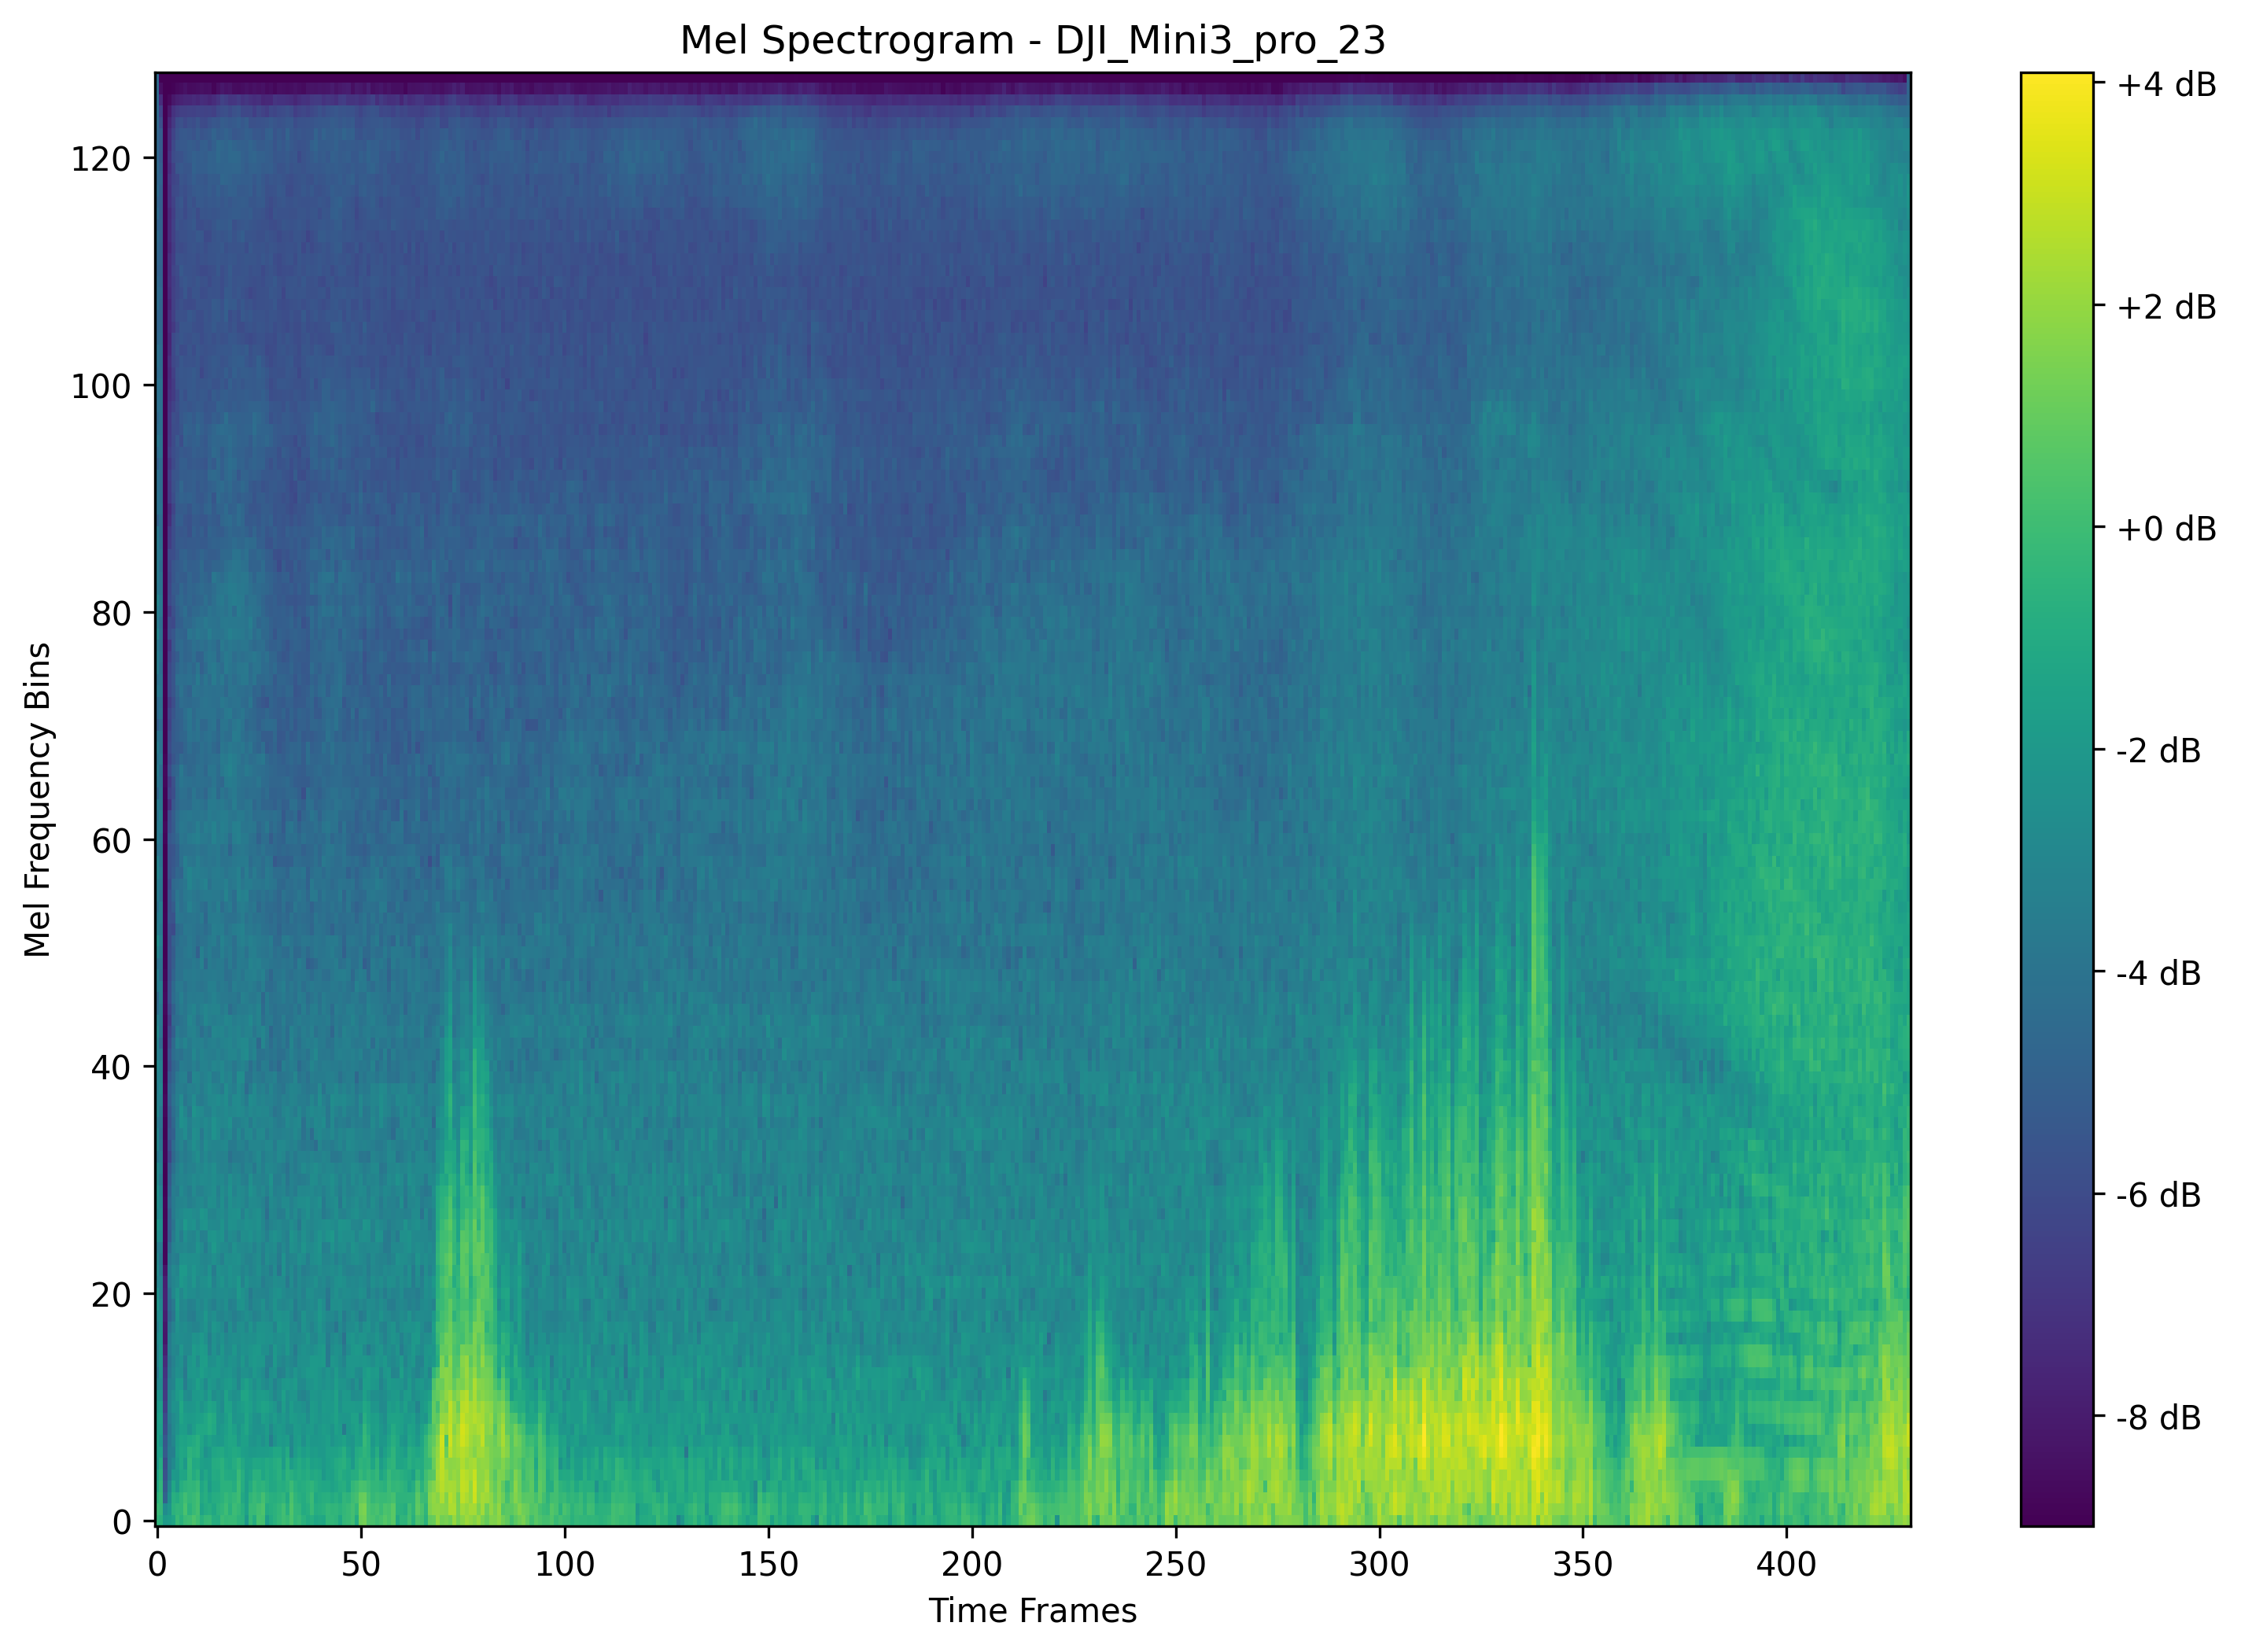 Mel Spectrogram - DJI_Mini3_pro_23
Mel Frequency Bins
120
100
80
60
40
20
0
0 50 100 150 200 250 300 350 400
Time Frames
+4 dB
+2 dB
+0 dB
-2 dB
-4 dB
-6 dB
-8 dB